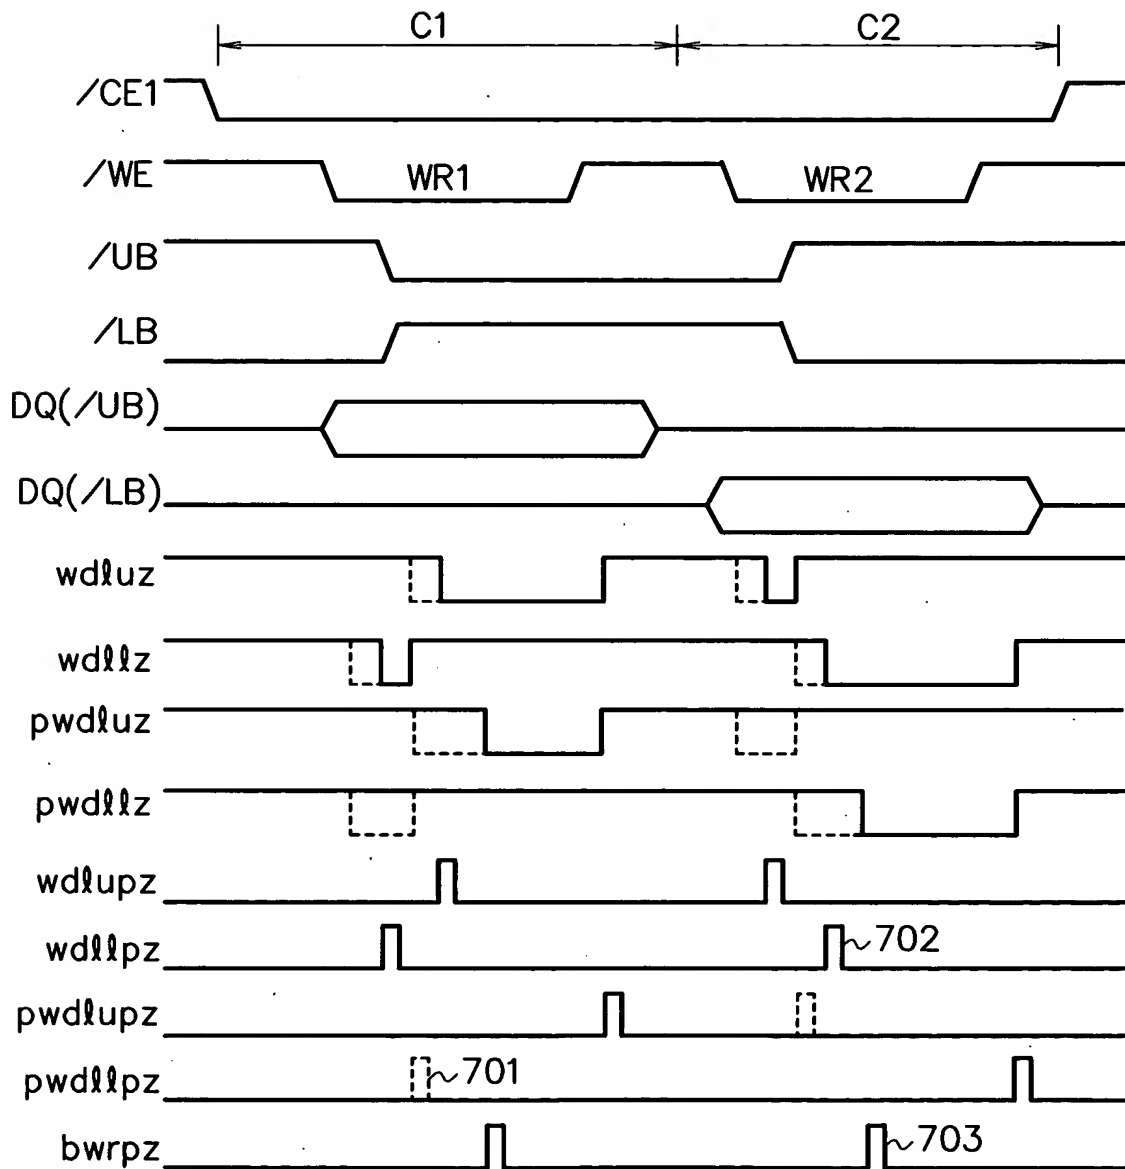 C1 C2
/CE1
/WE WR1 WR2
/UB
/LB
DQ(/UB)
DQ(/LB)
wdℓuz
wdℓℓz
pwdℓuz
pwdℓℓz
wdℓupz
wdℓℓpz 702
pwdℓupz
pwdℓℓpz 701
bwrpz 703